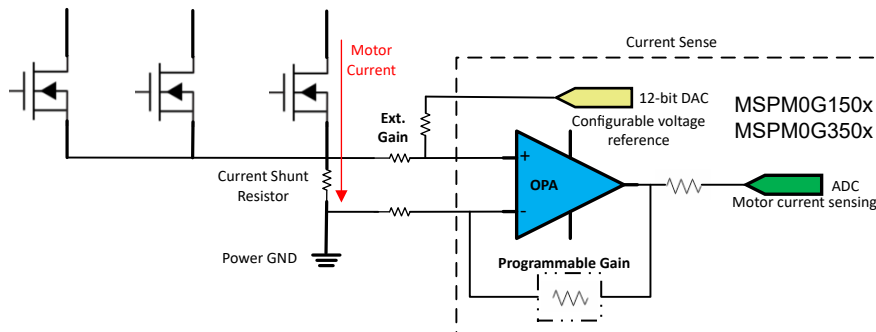 Current Sense
Motor
Current
12-bit DAC
Configurable voltage
reference
MSPM0G150x
MSPM0G350x
Ext.
Gain
+
OPA
-
Current Shunt
Resistor
ADC
Motor current sensing
Power GND
Programmable Gain